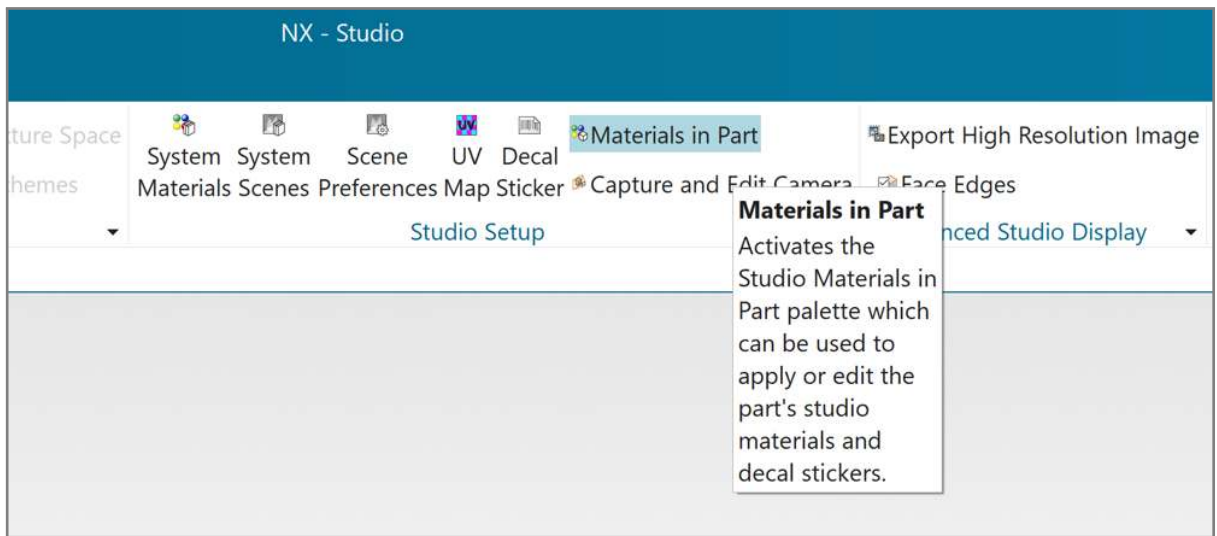 NX - Studio
ture Space
hemes
System Materials
System Scenes
Scene Preferences
UV
UV Map
Decal Sticker
Materials in Part
Capture and Edit Camera
Studio Setup
Export High Resolution Image
Face Edges
nced Studio Display
Materials in Part
Activates the
Studio Materials in
Part palette which
can be used to
apply or edit the
part's studio
materials and
decal stickers.